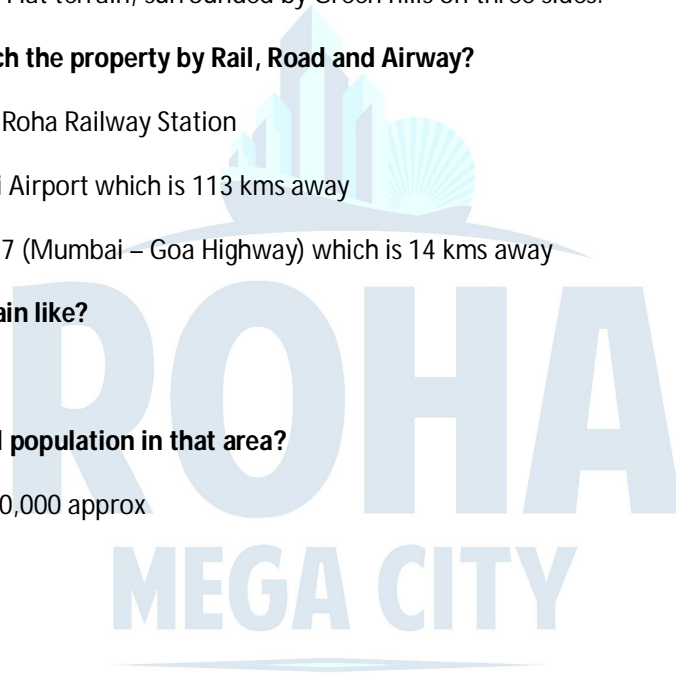 Flat terrain, surrounded by Green hills on three sides.
ch the property by Rail, Road and Airway?
Roha Railway Station
i Airport which is 113 kms away
7 (Mumbai – Goa Highway) which is 14 kms away
ain like?
l population in that area?
0,000 approx
ROHA
MEGA CITY